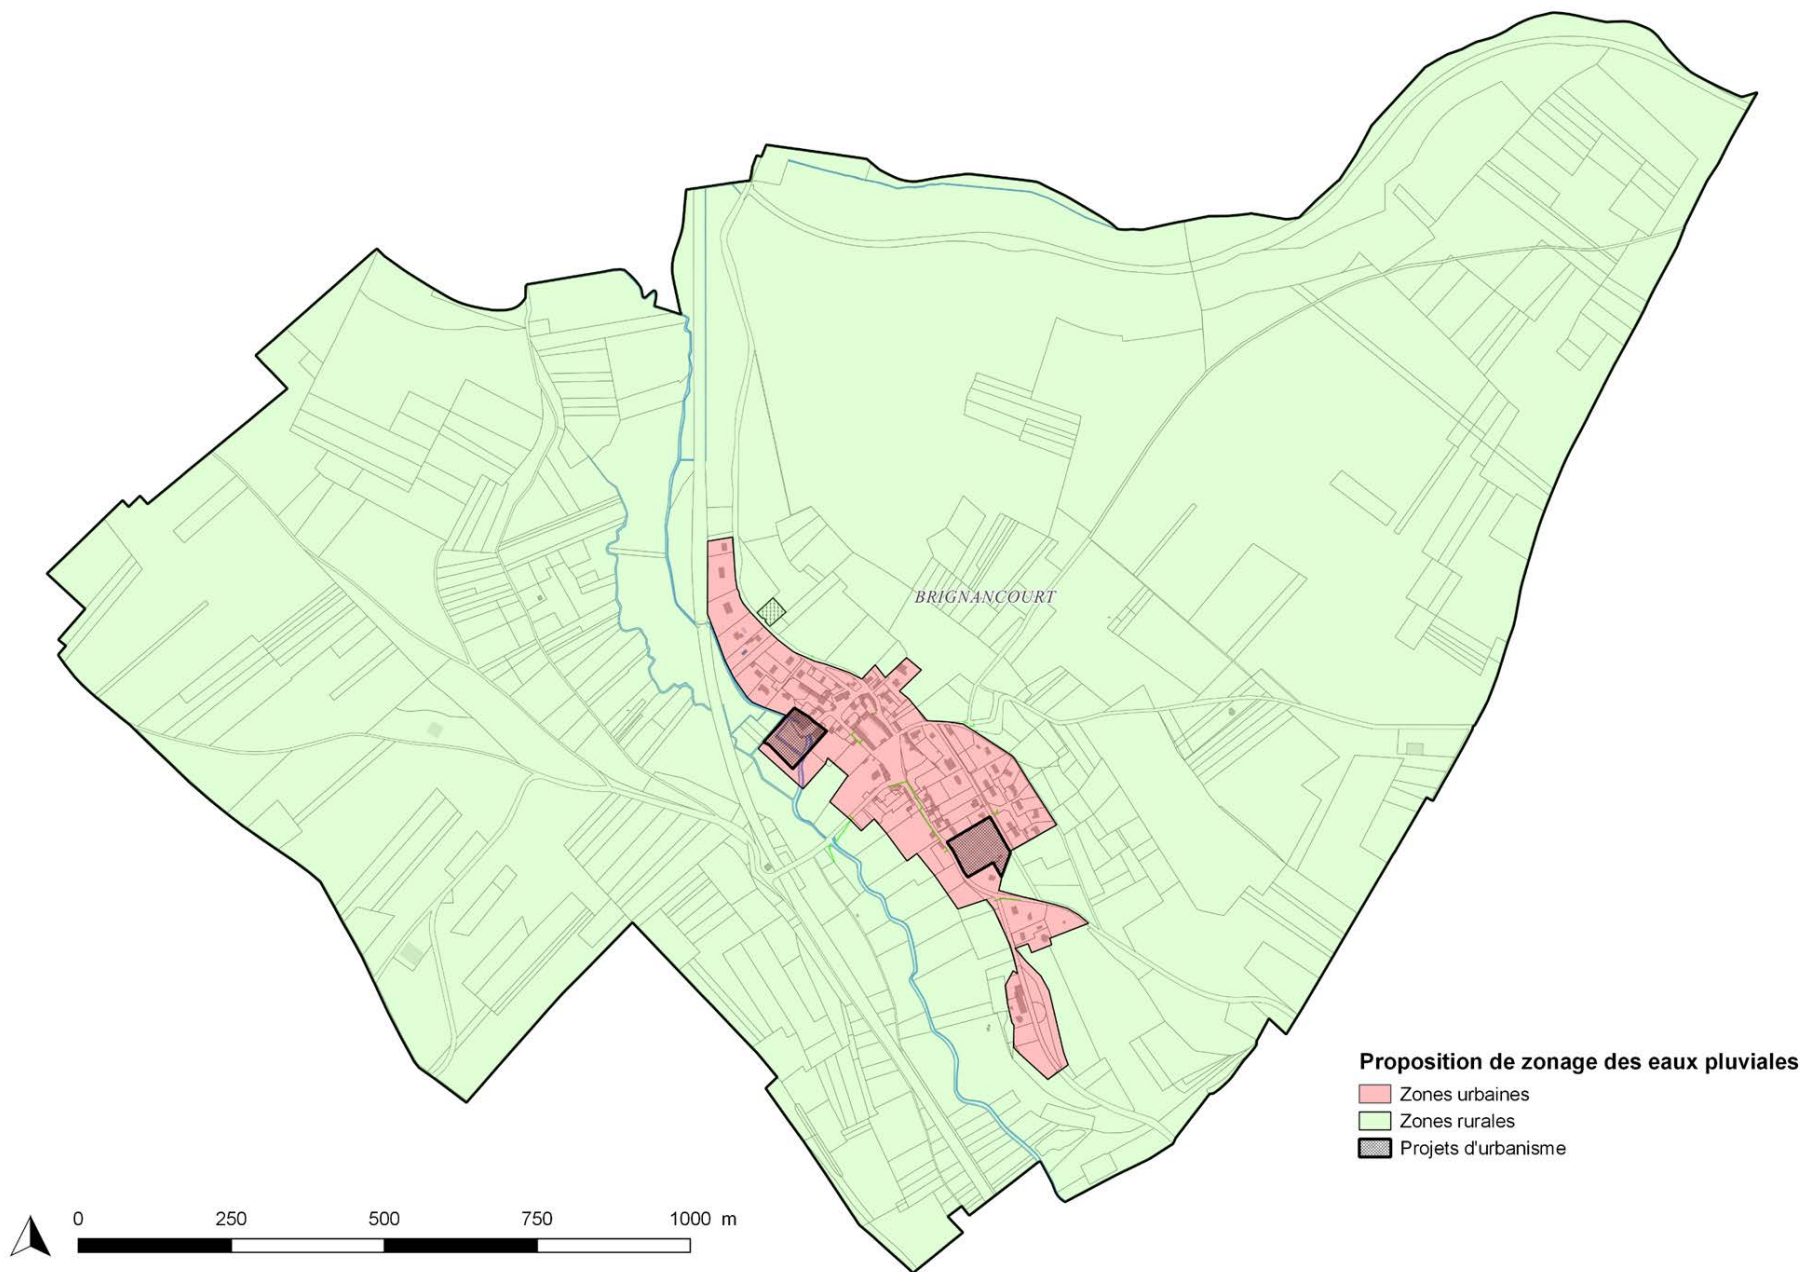 BRIGNANCOURT
Proposition de zonage des eaux pluviales
Zones urbaines
Zones rurales
Projets d'urbanisme
0 250 500 750 1000 m